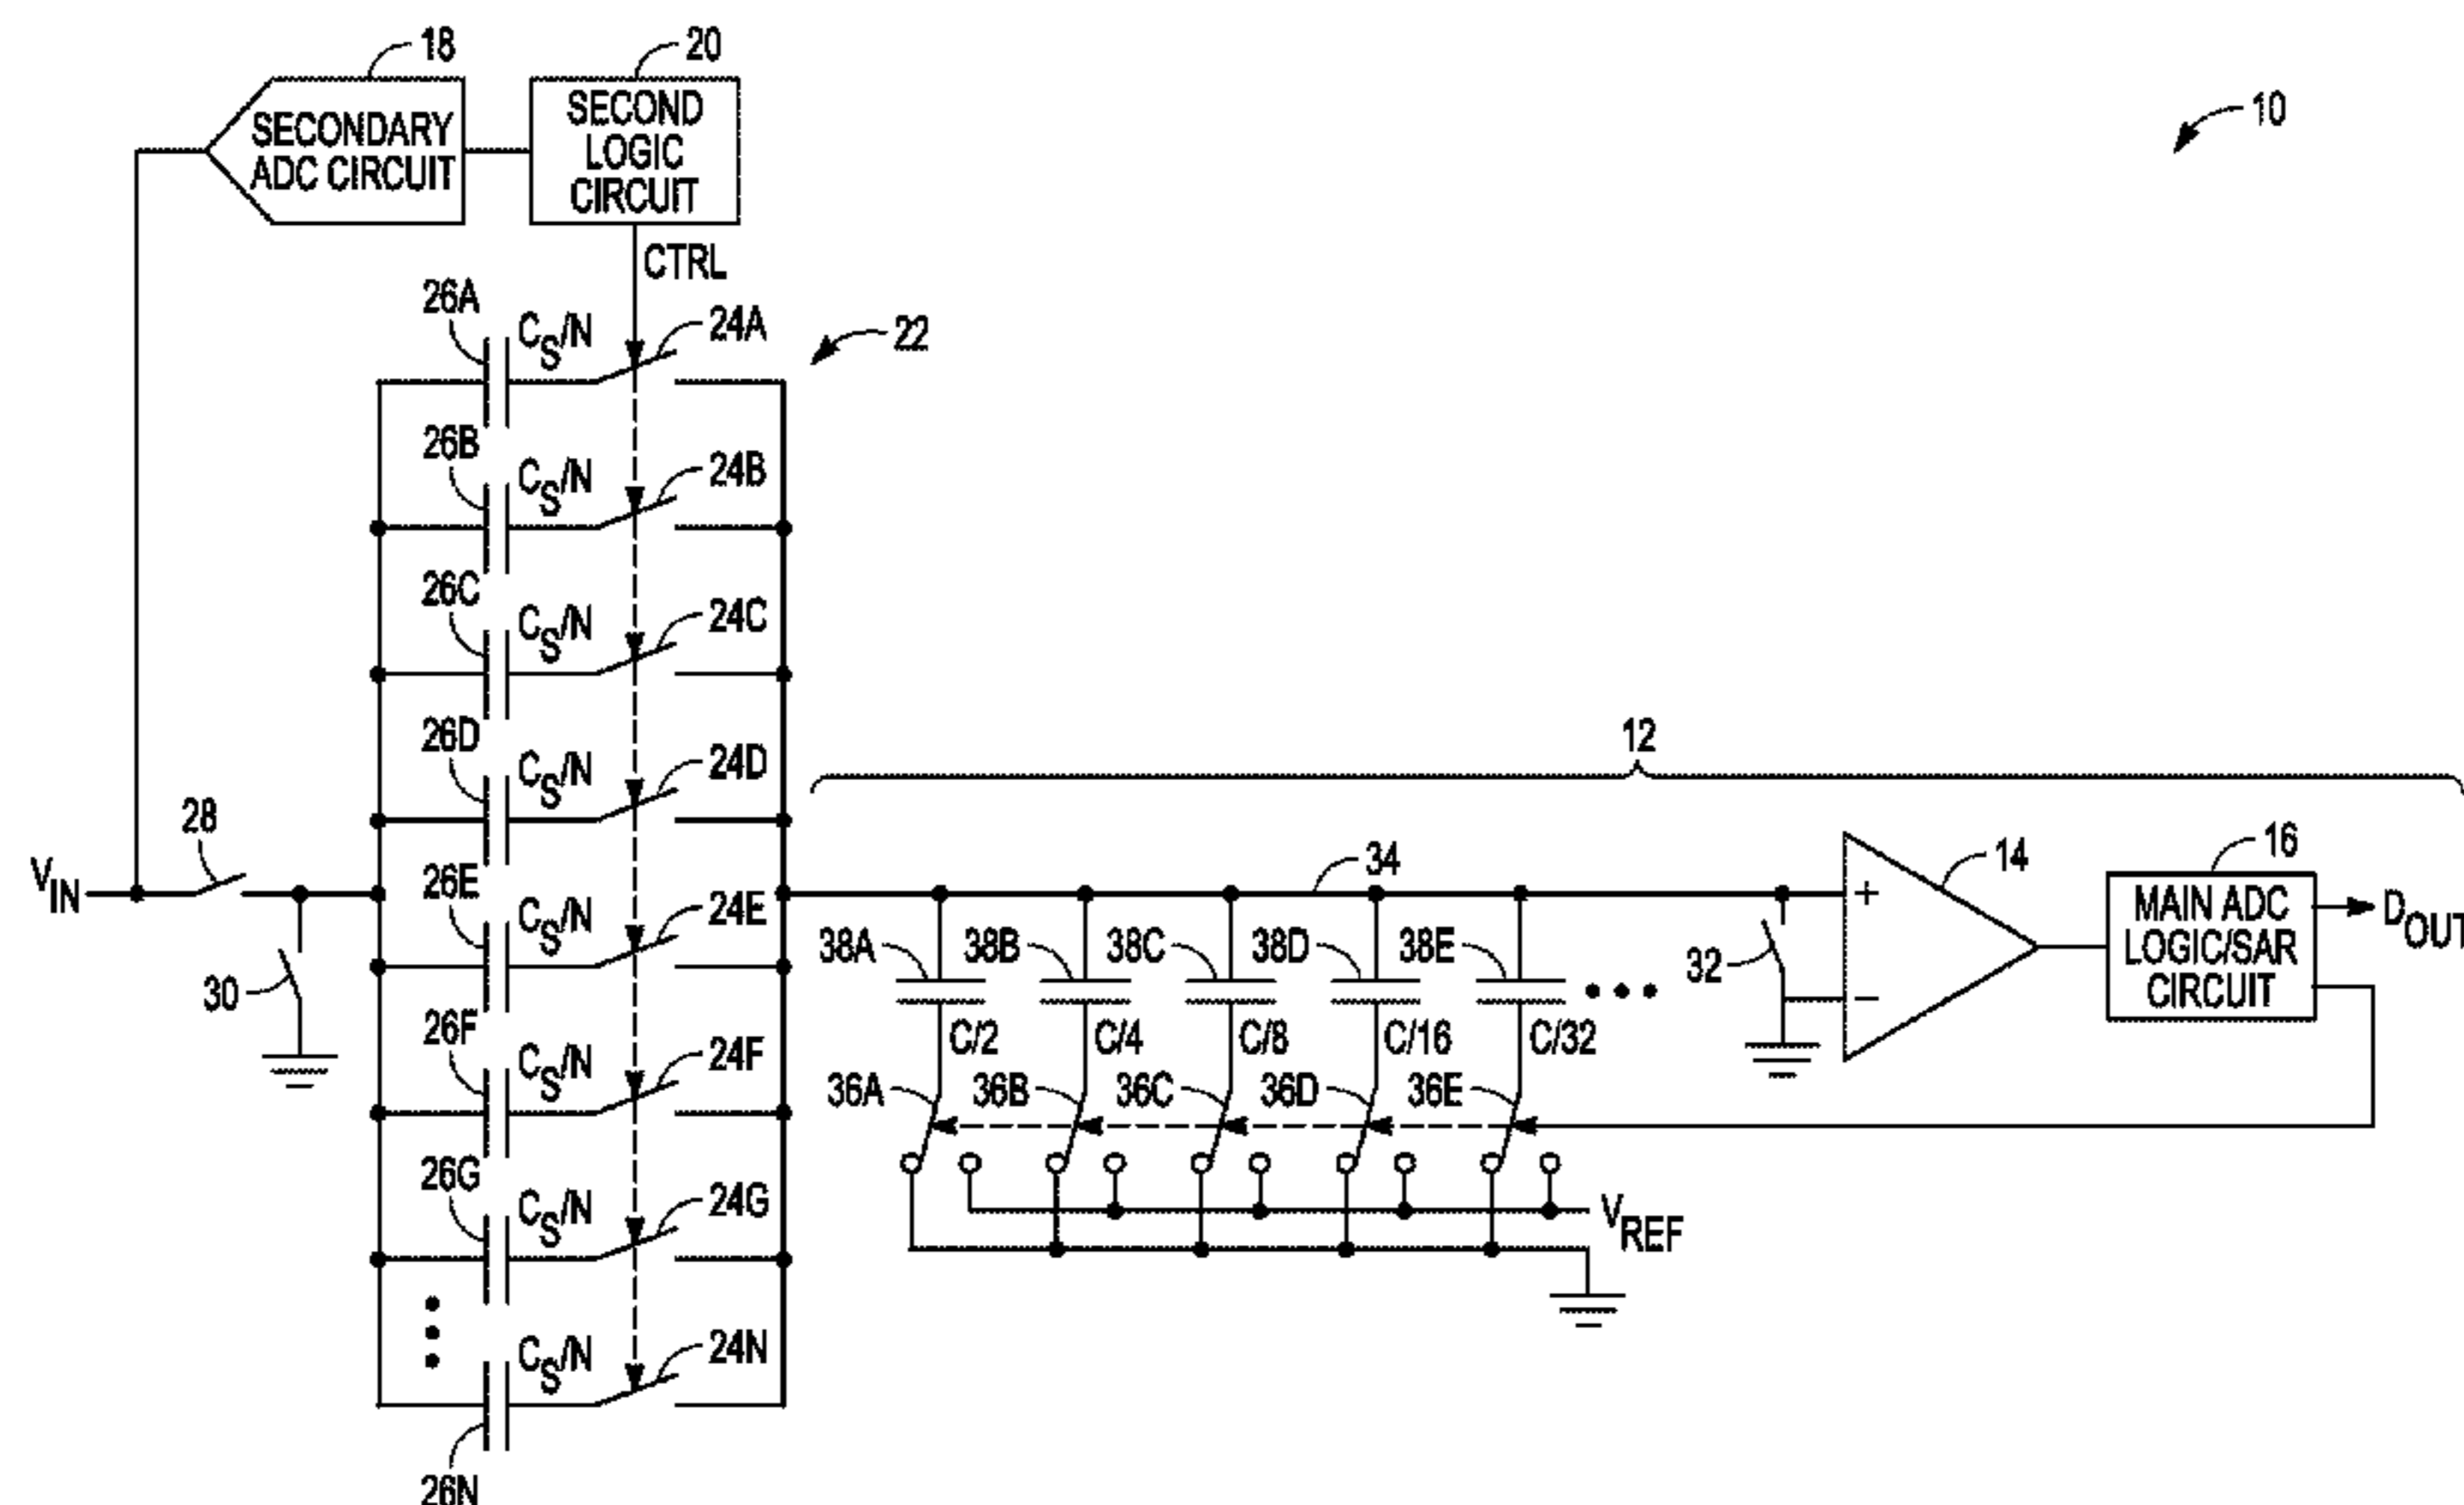 18
20
10
SECONDARY
ADC CIRCUIT
SECOND
LOGIC
CIRCUIT
CTRL
26A
CS/N
24A
22
26B
CS/N
24B
26C
CS/N
24C
26D
CS/N
24D
12
28
VIN
30
26E
CS/N
24E
34
14
16
+
−
MAIN ADC
LOGIC/SAR
CIRCUIT
DOUT
38A
38B
38C
38D
38E
32
C/2
C/4
C/8
C/16
C/32
26F
CS/N
24F
36A
36B
36C
36D
36E
26G
CS/N
24G
VREF
CS/N
24N
26N